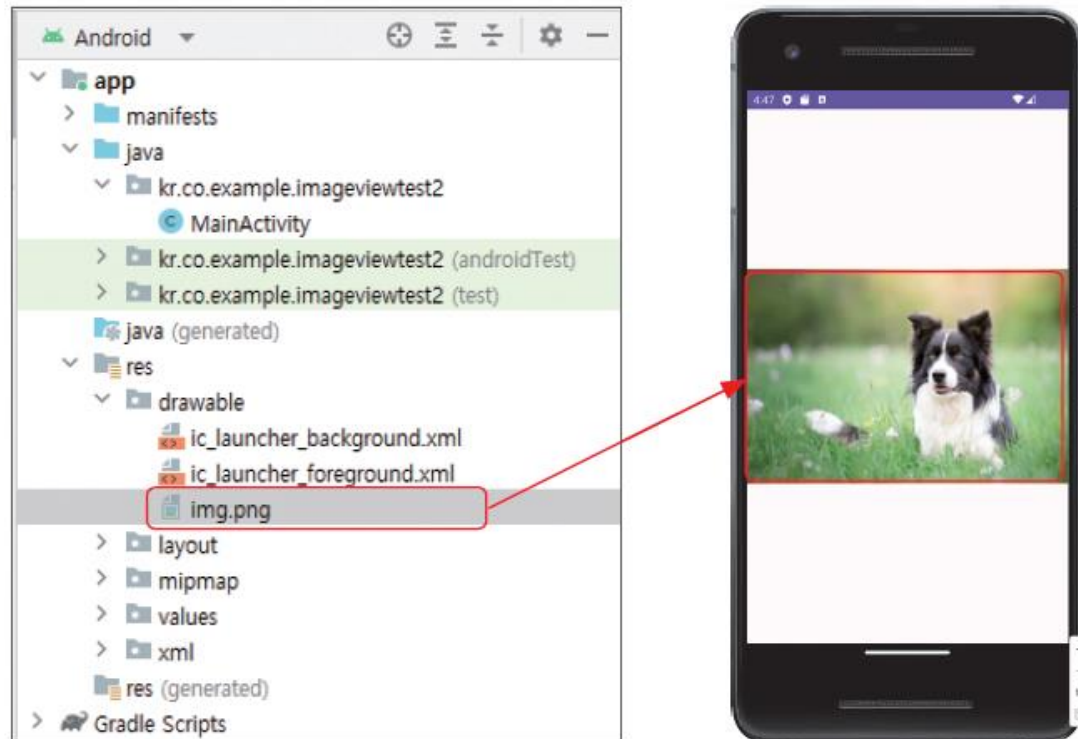 Android
app
manifests
java
kr.co.example.imageviewtest2
MainActivity
kr.co.example.imageviewtest2 (androidTest)
kr.co.example.imageviewtest2 (test)
java (generated)
res
drawable
ic_launcher_background.xml
ic_launcher_foreground.xml
img.png
layout
mipmap
values
xml
res (generated)
Gradle Scripts
4:47